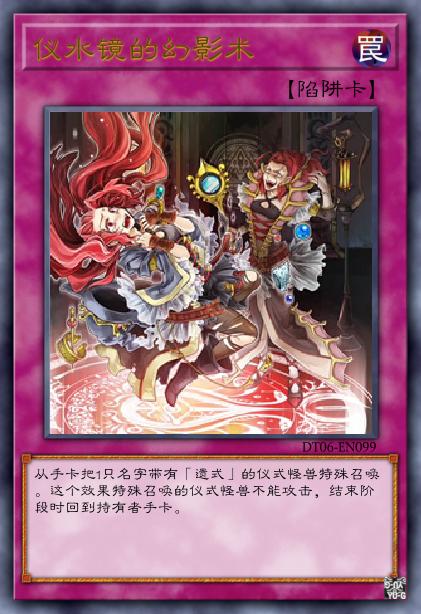 仪水镜的幻影术
罠
【陷阱卡】
DT06-EN099
从手卡把1只名字带有「遗式」的仪式怪兽特殊召唤
。这个效果特殊召唤的仪式怪兽不能攻击，结束阶
段时回到持有者手卡。